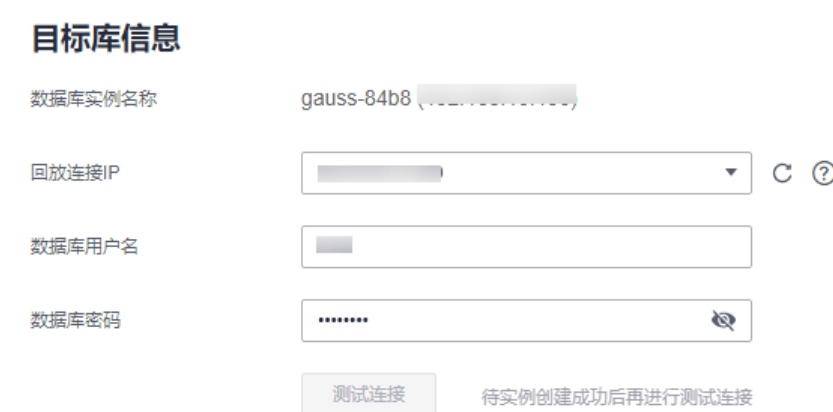 目标库信息
数据库实例名称 gauss-84b8
回放连接IP
数据库用户名
数据库密码 ••••••••
测试连接 待实例创建成功后再进行测试连接